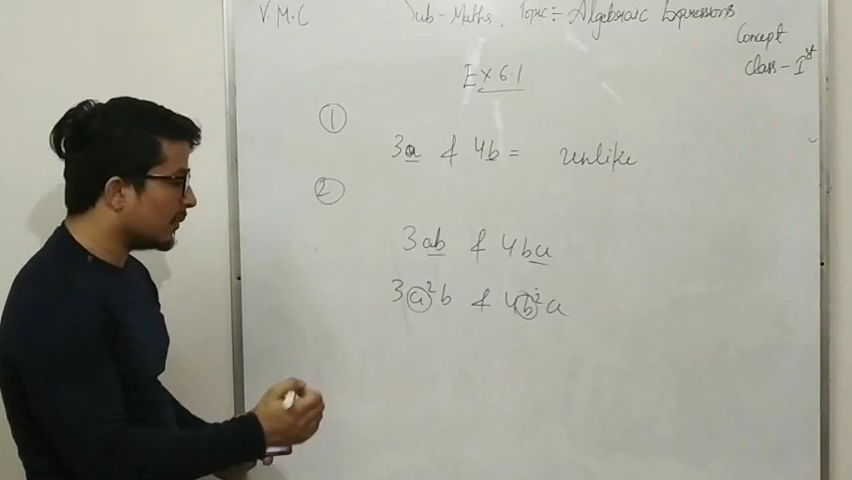 V.M.C Sub - Maths, Topic :- Algebraic Expressions
Concept
Class - Ist
Ex 6.1
①
3a & 4b = unlike
②
3ab & 4ba
3a²b & 4b²a